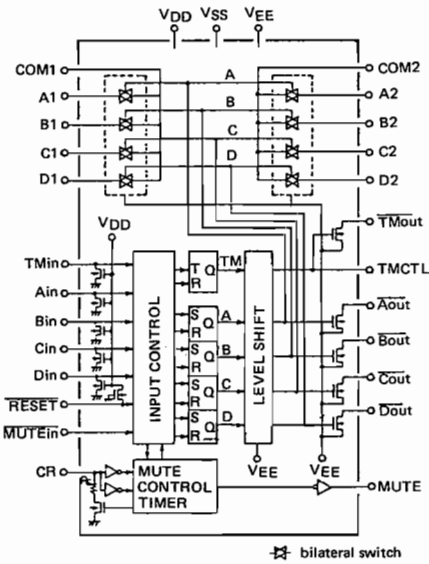 VDD VSS VEE
COM1 COM2
A
A1 A2
B
B1 B2
C
C1 C2
D
D1 D2
VDD
TMout
TMin T Q TM TMCTL
R
Ain
S Q A Aout
R
Bin
INPUT CONTROL
LEVEL SHIFT
S Q B Bout
R
Cin
S Q C Cout
R
Din
S Q D Dout
R
RESET
MUTEin
VEE VEE
CR MUTE CONTROL TIMER MUTE
bilateral switch